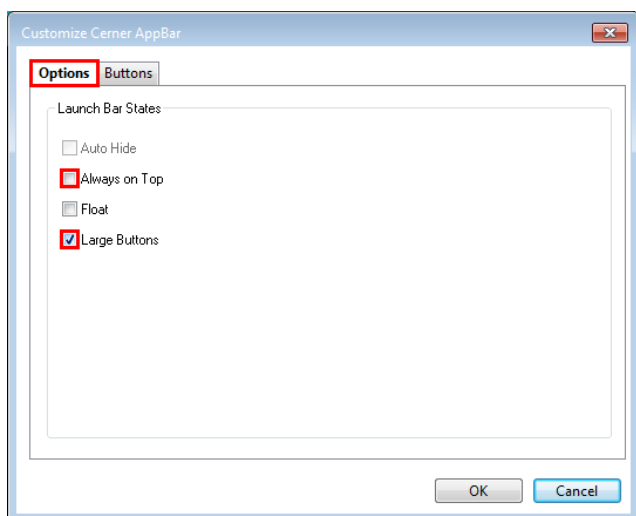 Customize Cerner AppBar
Options Buttons
Launch Bar States
Auto Hide
Always on Top
Float
Large Buttons
OK Cancel